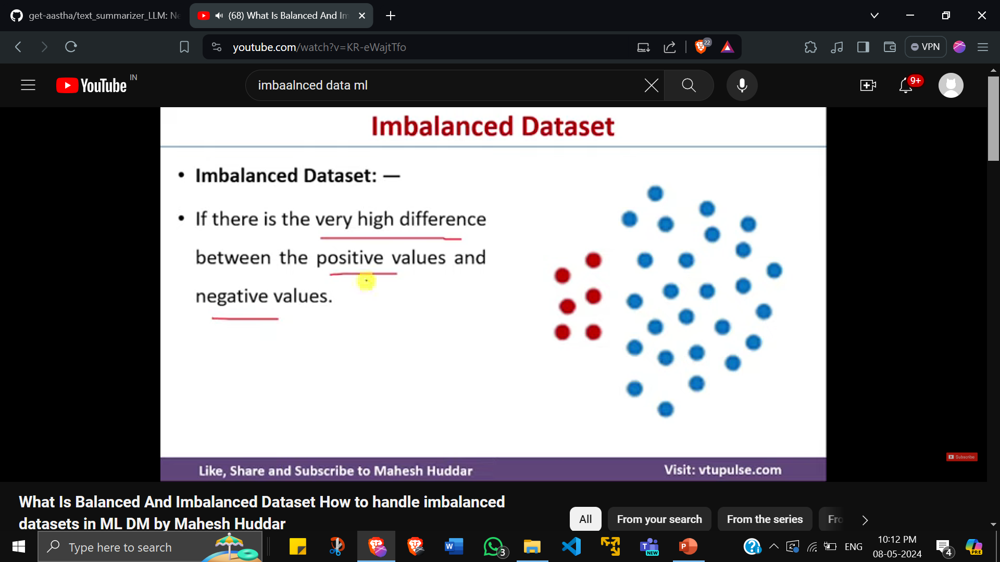 get-aastha/text_summarizer_LLM: Ne
(68) What Is Balanced And Im
youtube.com/watch?v=KR-eWajtTfo
22
VPN
YouTube IN
imbaalnced data ml
9+
Imbalanced Dataset
• Imbalanced Dataset: —
• If there is the very high difference
between the positive values and
negative values.
Subscribe
Like, Share and Subscribe to Mahesh Huddar
Visit: vtupulse.com
What Is Balanced And Imbalanced Dataset How to handle imbalanced
datasets in ML DM by Mahesh Huddar
All
From your search
From the series
Fro
Type here to search
3
NEW
ENG
10:12 PM
08-05-2024
4
PRE